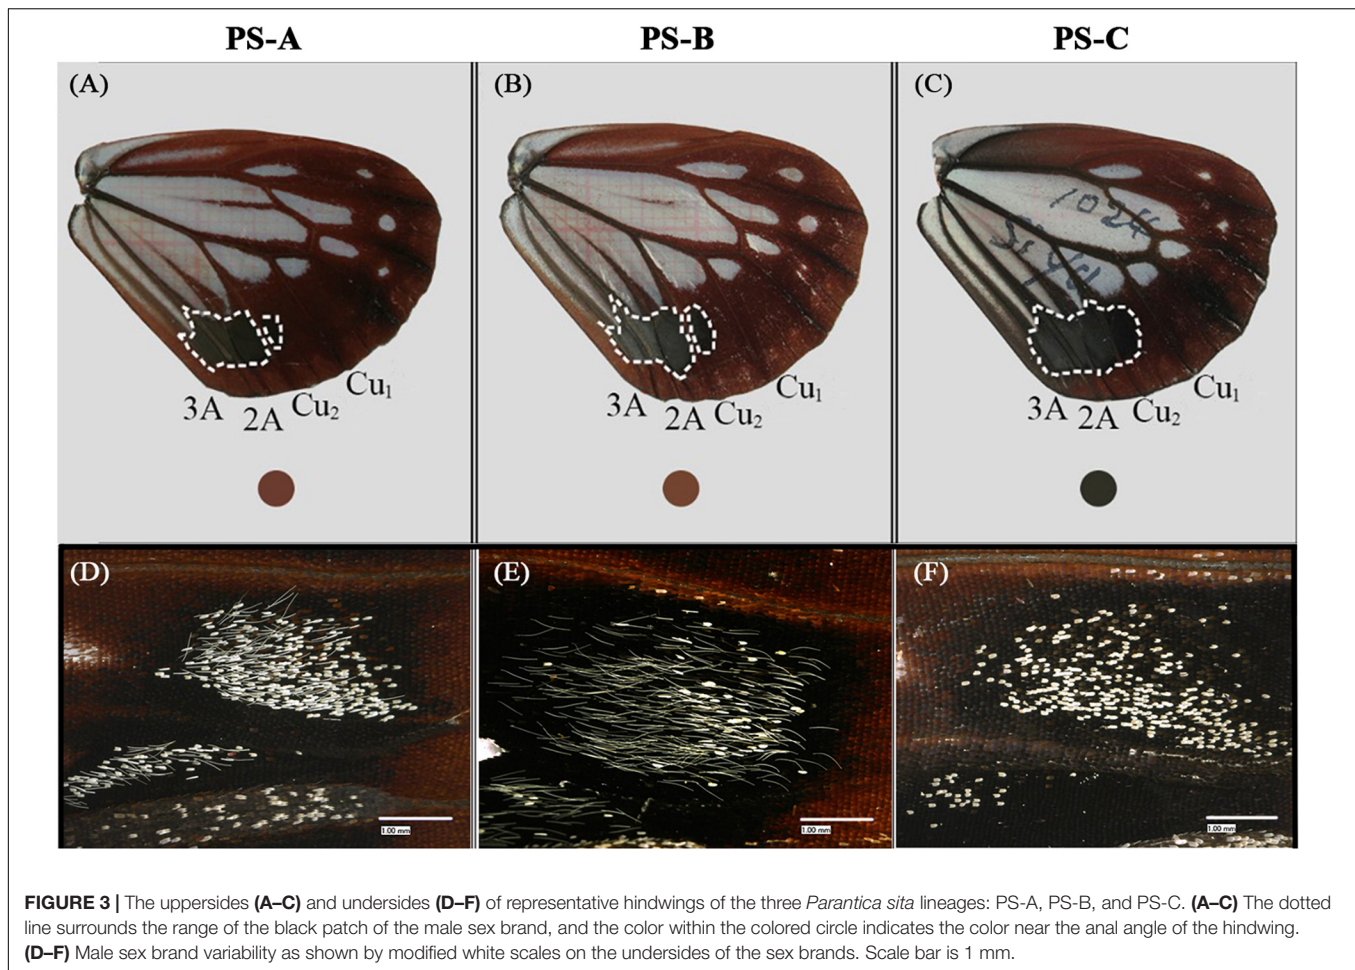 PS-A PS-B PS-C
(A) (B) (C)
1024
3A 2A Cu₂ Cu₁ 3A 2A Cu₂ Cu₁ 3A 2A Cu₂ Cu₁
(D) (E) (F)
1.00 mm 1.00 mm 1.00 mm
FIGURE 3 | The uppersides (A–C) and undersides (D–F) of representative hindwings of the three Parantica sita lineages: PS-A, PS-B, and PS-C. (A–C) The dotted
line surrounds the range of the black patch of the male sex brand, and the color within the colored circle indicates the color near the anal angle of the hindwing.
(D–F) Male sex brand variability as shown by modified white scales on the undersides of the sex brands. Scale bar is 1 mm.